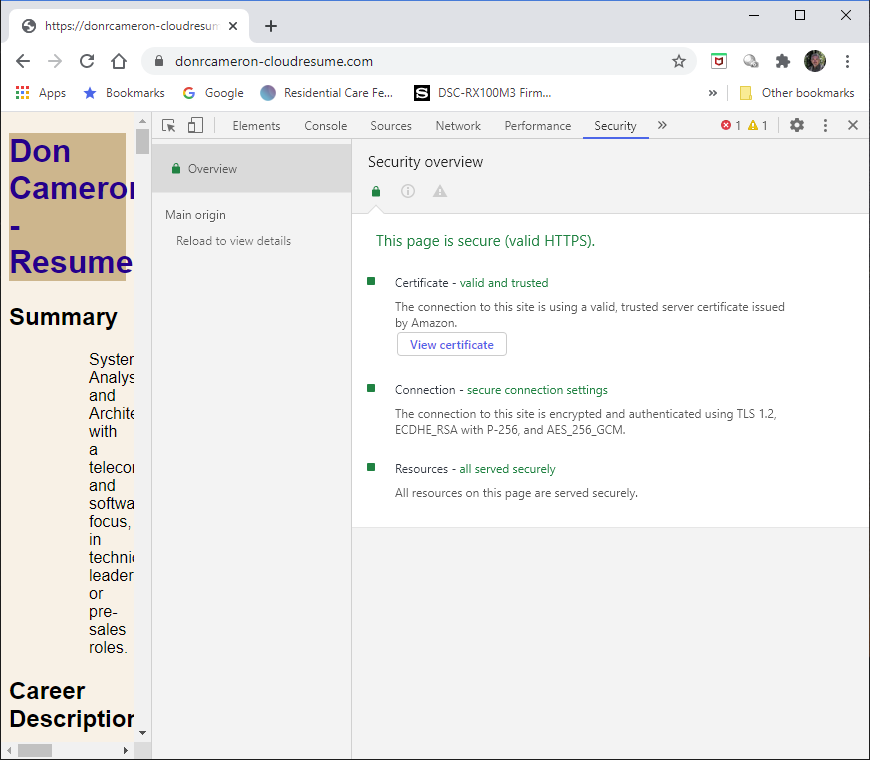 https://donrcameron-cloudresum
donrcameron-cloudresume.com
Apps Bookmarks Google Residential Care Fe... S DSC-RX100M3 Firm... » Other bookmarks
Elements Console Sources Network Performance Security » 1 1
Don
Cameron
-
Resume
Summary
System
Analys
and
Archite
with
a
telecon
and
softwa
focus,
in
technic
leader
or
pre-
sales
roles.
Career
Description
Overview
Main origin
Reload to view details
Security overview
This page is secure (valid HTTPS).
Certificate - valid and trusted
The connection to this site is using a valid, trusted server certificate issued
by Amazon.
View certificate
Connection - secure connection settings
The connection to this site is encrypted and authenticated using TLS 1.2,
ECDHE_RSA with P-256, and AES_256_GCM.
Resources - all served securely
All resources on this page are served securely.